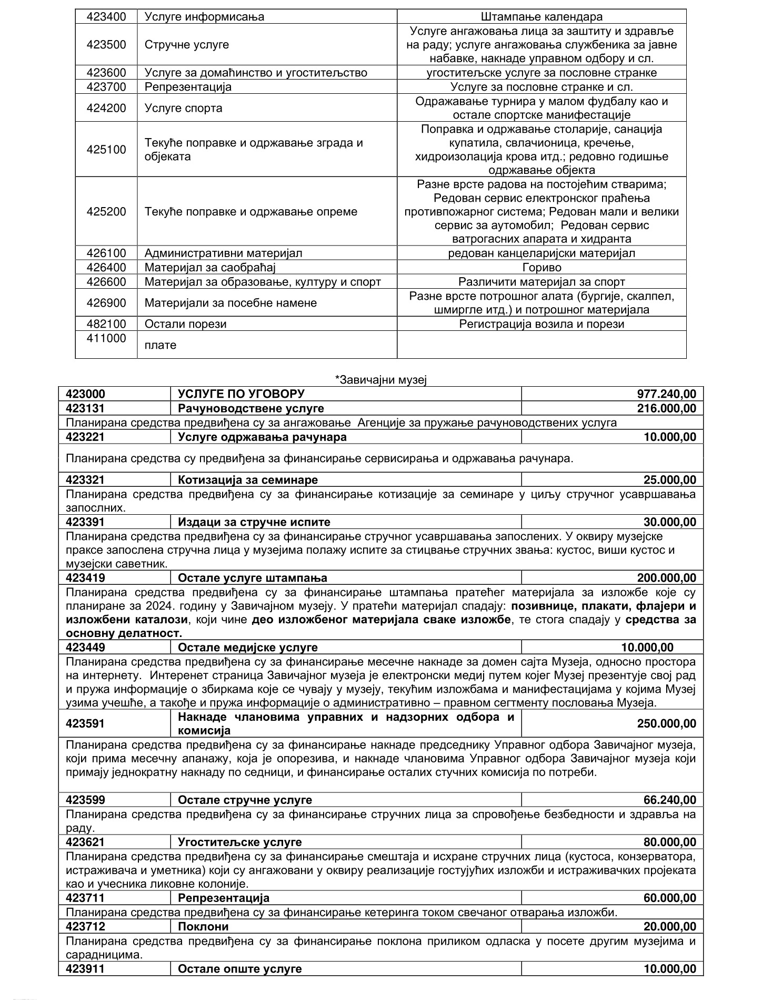 423400 Услуге информисања Штампање календара
423500 Стручне услуге Услуге ангажовања лица за заштиту и здравље
на раду; услуге ангажовања службеника за јавне
набавке, накнаде управном одбору и сл.
423600 Услуге за домаћинство и угоститељство угоститељске услуге за пословне странке
423700 Репрезентација Услуге за пословне странке и сл.
424200 Услуге спорта Одражавање турнира у малом фудбалу као и
остале спортске манифестације
425100 Текуће поправке и одржавање зграда и
објеката Поправка и одржавање столарије, санација
купатила, свлачионица, кречење,
хидроизолација крова итд.; редовно годишње
одржавање објекта
425200 Текуће поправке и одржавање опреме Разне врсте радова на постојећим стварима;
Редован сервис електронског праћења
противпожарног система; Редован мали и велики
сервис за аутомобил; Редован сервис
ватрогасних апарата и хидранта
426100 Административни материјал редован канцеларијски материјал
426400 Материјал за саобраћај Гориво
426600 Материјал за образовање, културу и спорт Различити материјал за спорт
426900 Материјали за посебне намене Разне врсте потрошног алата (бургије, скалпел,
шмиргле итд.) и потрошног материјала
482100 Остали порези Регистрација возила и порези
411000 плате
*Завичајни музеј
423000 УСЛУГЕ ПО УГОВОРУ 977.240,00
423131 Рачуноводствене услуге 216.000,00
Планирана средства предвиђена су за ангажовање Агенције за пружање рачуноводствених услуга
423221 Услуге одржавања рачунара 10.000,00
Планирана средства су предвиђена за финансирање сервисирања и одржавања рачунара.
423321 Котизација за семинаре 25.000,00
Планирана средства предвиђена су за финансирање котизације за семинаре у циљу стручног усавршавања
запослних.
423391 Издаци за стручне испите 30.000,00
Планирана средства предвиђена су за финансирање стручног усавршавања запослених. У оквиру музејске
праксе запослена стручна лица у музејима полажу испите за стицвање стручних звања: кустос, виши кустос и
музејски саветник.
423419 Остале услуге штампања 200.000,00
Планирана средства предвиђена су за финансирање штампања пратећег материјала за изложбе које су
планиране за 2024. годину у Завичајном музеју. У пратећи материјал спадају: позивнице, плакати, флајери и
изложбени каталози, који чине део изложбеног материјала сваке изложбе, те стога спадају у средства за
основну делатност.
423449 Остале медијске услуге 10.000,00
Планирана средства предвиђена су за финансирање месечне накнаде за домен сајта Музеја, односно простора
на интернету. Интеренет страница Завичајног музеја је електронски медиј путем којег Музеј презентује свој рад
и пружа информације о збиркама које се чувају у музеју, текућим изложбама и манифестацијама у којима Музеј
узима учешће, а такође и пружа информације о административно – правном сегтменту пословања Музеја.
423591 Накнаде члановима управних и надзорних одбора и
комисија 250.000,00
Планирана средства предвиђена су за финансирање накнаде председнику Управног одбора Завичајног музеја,
који прима месечну апанажу, која је опорезива, и накнаде члановима Управног одбора Завичајног музеја који
примају једнократну накнаду по седници, и финансирање осталих стучних комисија по потреби.
423599 Остале стручне услуге 66.240,00
Планирана средства предвиђена су за финансирање стручних лица за спровођење безбедности и здравља на
раду.
423621 Угоститељске услуге 80.000,00
Планирана средства предвиђена су за финансирање смештаја и исхране стручних лица (кустоса, конзерватора,
истраживача и уметника) који су ангажовани у оквиру реализације гостујућих изложби и истраживачких пројеката
као и учесника ликовне колоније.
423711 Репрезентација 60.000,00
Планирана средства предвиђена су за финансирање кетеринга током свечаног отварања изложби.
423712 Поклони 20.000,00
Планирана средства предвиђена су за финансирање поклона приликом одласка у посете другим музејима и
сарадницима.
423911 Остале опште услуге 10.000,00